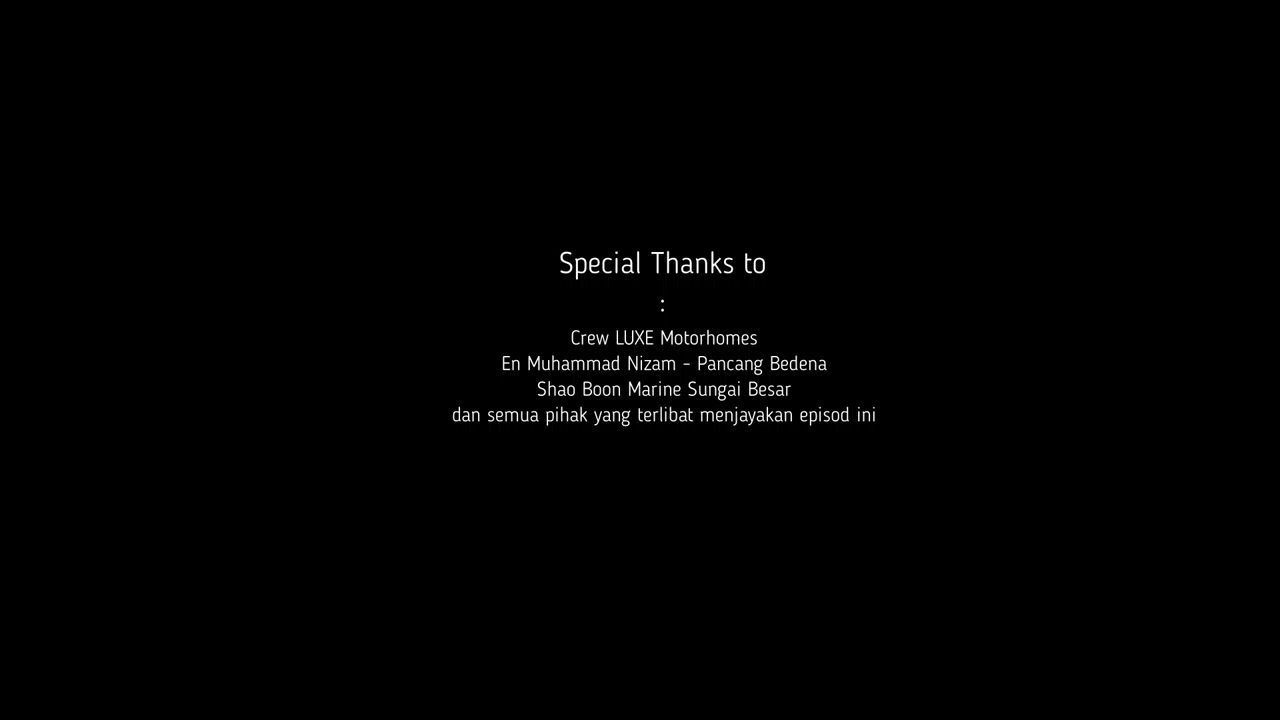 Special Thanks to
:
Crew LUXE Motorhomes
En Muhammad Nizam - Pancang Bedena
Shao Boon Marine Sungai Besar
dan semua pihak yang terlibat menjayakan episod ini